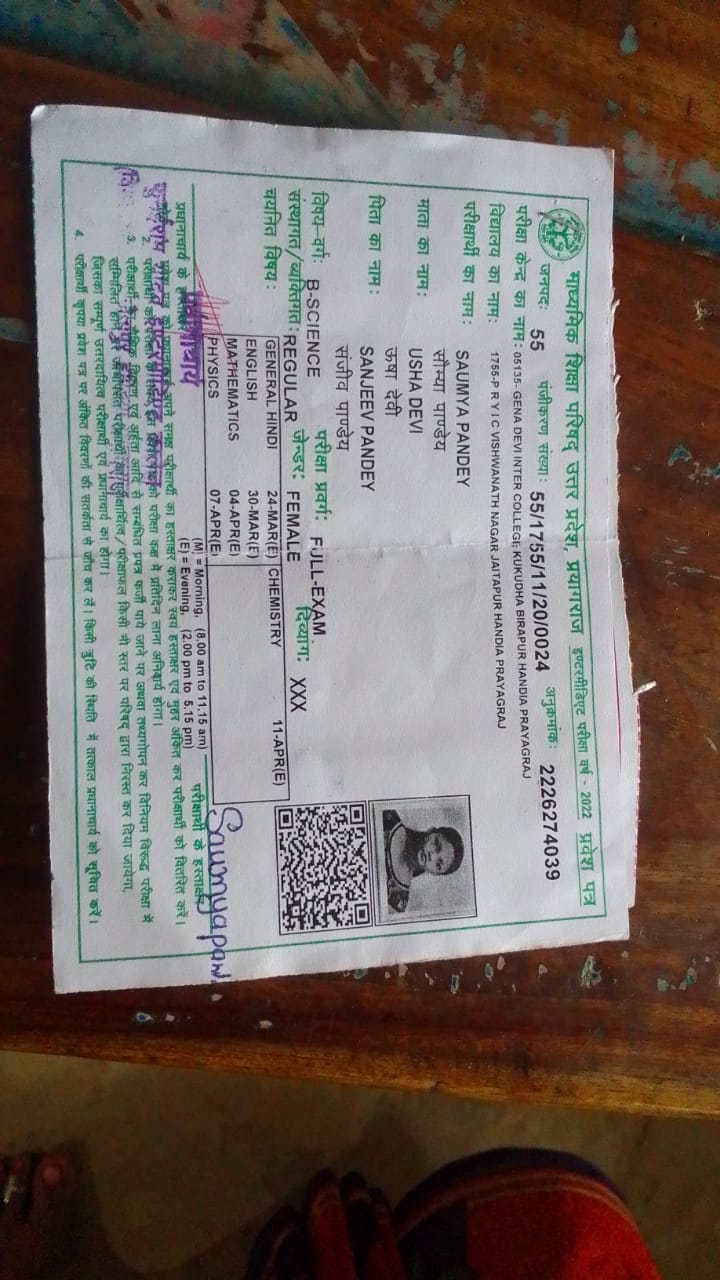 माध्यमिक शिक्षा परिषद् उत्तर प्रदेश, प्रयागराज इण्टरमीडिएट परीक्षा वर्ष - 2022 प्रवेश पत्र
जनपदः 55 पंजीकरण संख्याः 55/1755/11/20/0024 अनुक्रमांकः 2226274039
परीक्षा केन्द्र का नामः 05135- GENA DEVI INTER COLLEGE KUKUDHA BIRAPUR HANDIA PRAYAGRAJ
विद्यालय का नामः 1755-P R Y I C VISHWANATH NAGAR JAITAPUR HANDIA PRAYAGRAJ
परीक्षार्थी का नामः SAUMYA PANDEY
सौम्या पाण्डेय
माता का नामः USHA DEVI
ऊषा देवी
पिता का नामः SANJEEV PANDEY
संजीव पाण्डेय
विषय-वर्गः B-SCIENCE परीक्षा प्रवर्गः FULL-EXAM
संस्थागत/व्यक्तिगतः REGULAR जेन्डरः FEMALE दिव्यांगः XXX
चयनित विषयः GENERAL HINDI 24-MAR(E) CHEMISTRY 11-APR(E)
ENGLISH 30-MAR(E)
MATHEMATICS 04-APR(E)
PHYSICS 07-APR(E)
Saumyapan
(M) = Morning, (8.00 am to 11.15 am) परीक्षार्थी के हस्ताक्षर
(E) = Evening, (2.00 pm to 5.15 pm)
प्रधानाचार्य के हस्ताक्षर
प्रधानाचार्य
प्रवेश पत्र को प्रधानाचार्य अपने समक्ष परीक्षार्थी का हस्ताक्षर कराकर स्वयं हस्ताक्षर एवं मुहर अंकित कर परीक्षार्थी को वितरित करें।
यादव इण्टरमीडिएट कालेज
2. परीक्षार्थी को परीक्षा कक्ष में प्रतिदिन लाना अनिवार्य होगा।
3. परीक्षार्थी के शैक्षिक विवरण एवं अर्हता आदि से सम्बंधित प्रपत्र फर्जी पाये जाने पर अथवा तथ्यगोपन कर विनियम विरूद्ध परीक्षा में
सम्मिलित होने पर परीक्षार्थी का परीक्षार्थित्व/परीक्षाफल किसी भी स्तर पर परिषद् द्वारा निरस्त कर दिया जायेगा,
जिसका सम्पूर्ण उत्तरदायित्व परीक्षार्थी एवं प्रधानाचार्य का होगा।
4. परीक्षार्थी कृपया प्रवेश पत्र पर अंकित विवरणों की सतर्कता से जाँच कर लें। किसी त्रुटि की स्थिति में तत्काल प्रधानाचार्य को सूचित करें।